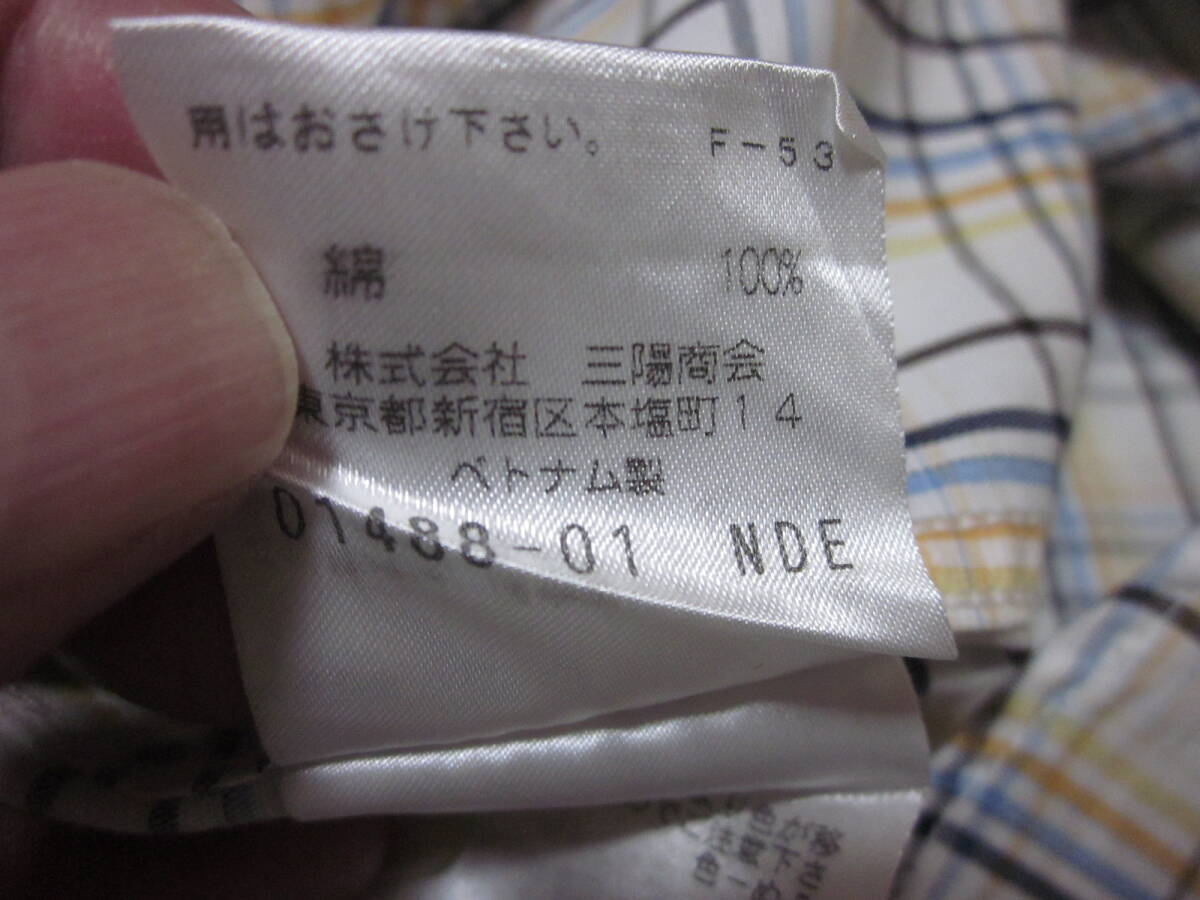 用はおさけ下さい。 F-53
綿 100%
株式会社 三陽商会
東京都新宿区本塩町14
ベトナム製
01488-01 NDE